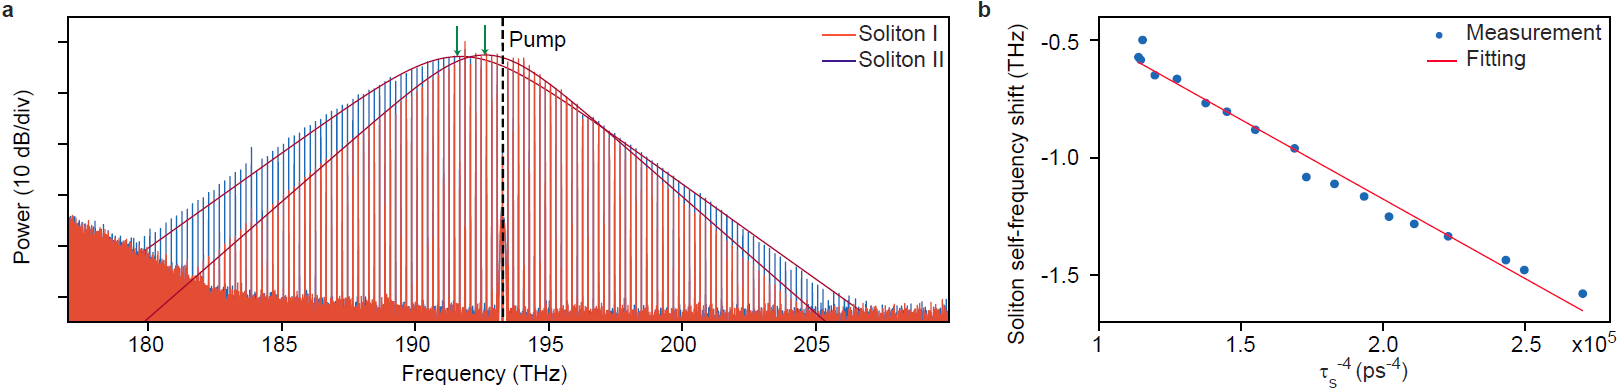 a
Power (10 dB/div)
Pump
Soliton I
Soliton II
180 185 190 195 200 205
Frequency (THz)
b
Soliton self-frequency shift (THz)
-0.5
-1.0
-1.5
Measurement
Fitting
1 1.5 2.0 2.5 x10⁵
τₛ⁻⁴ (ps⁻⁴)